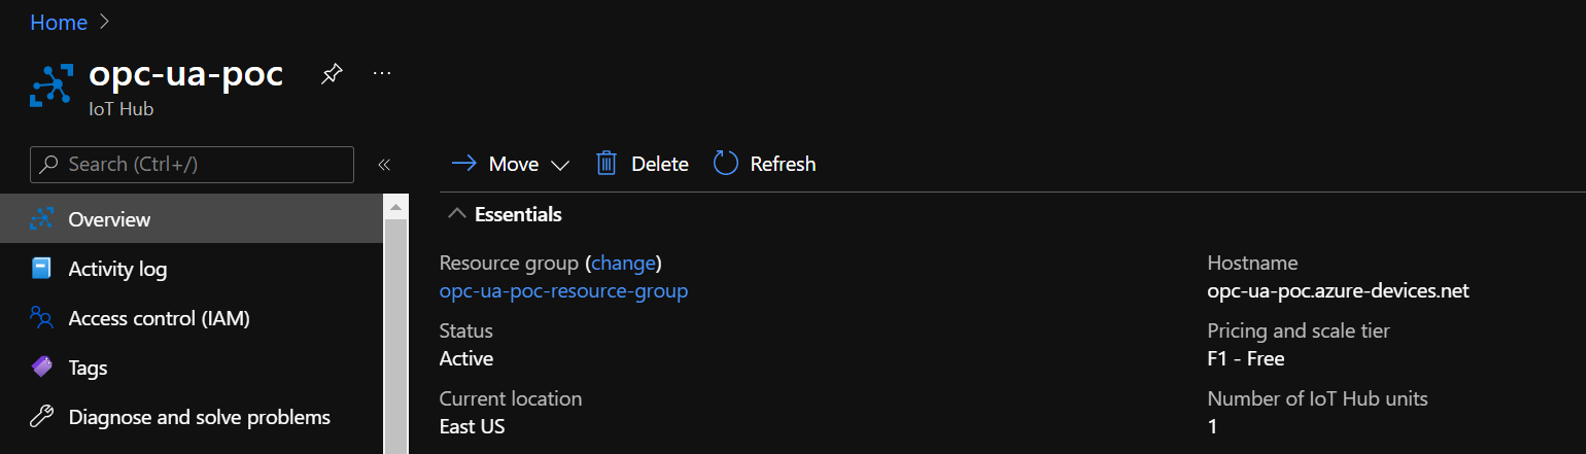 Home
opc-ua-poc
IoT Hub
Search (Ctrl+/)
Move
Delete
Refresh
Overview
Activity log
Access control (IAM)
Tags
Diagnose and solve problems
Essentials
Resource group (change)
opc-ua-poc-resource-group
Status
Active
Current location
East US
Hostname
opc-ua-poc.azure-devices.net
Pricing and scale tier
F1 - Free
Number of IoT Hub units
1